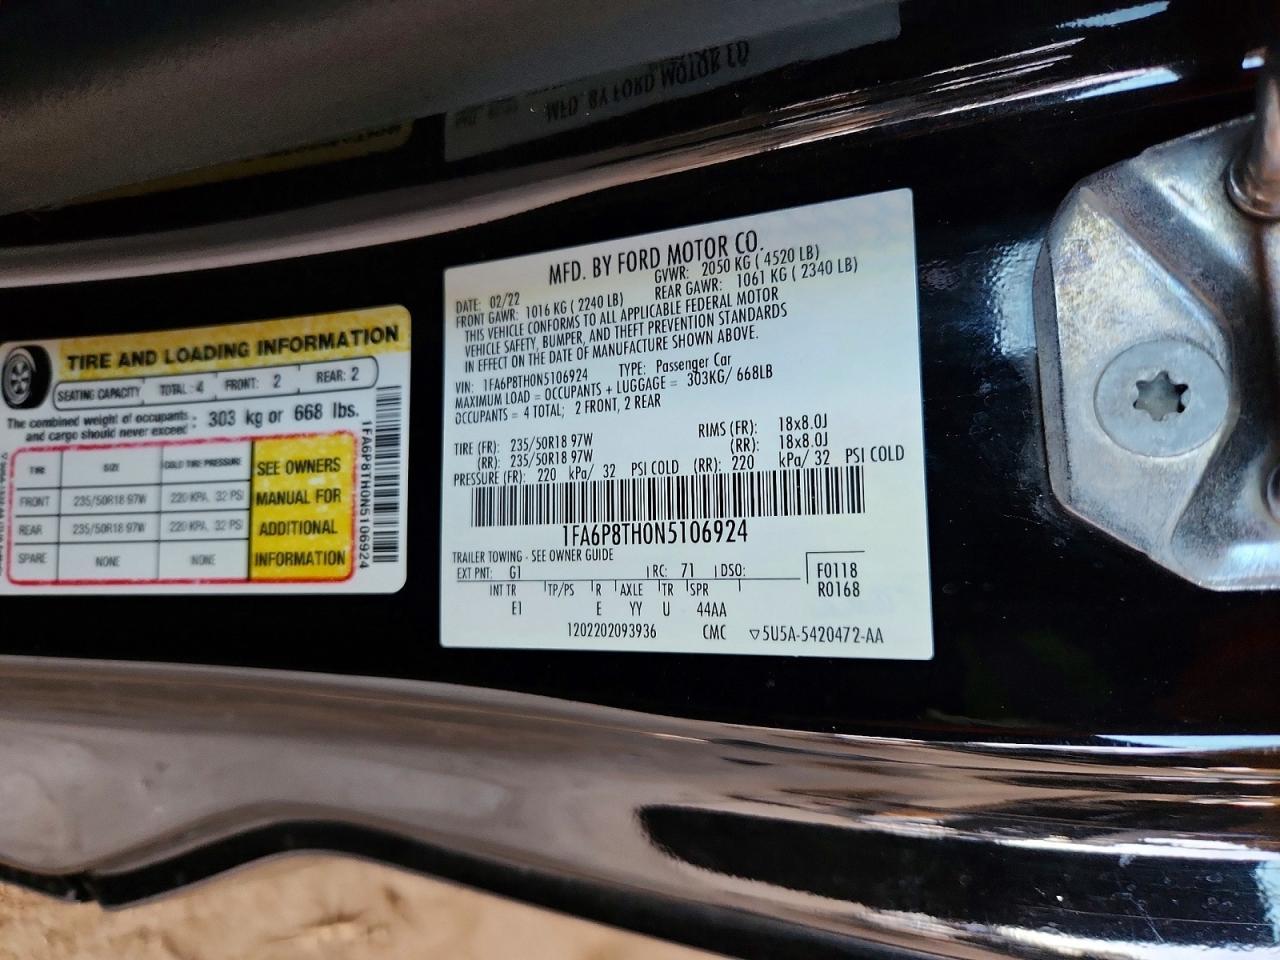 TIRE AND LOADING INFORMATION
SEATING CAPACITY TOTAL: 4 FRONT: 2 REAR: 2
The combined weight of occupants and cargo should never exceed: 303 kg or 668 lbs.
TIRE SIZE COLD TIRE PRESSURE
FRONT 235/50R18 97W 220 KPA, 32 PSI
REAR 235/50R18 97W 220 KPA, 32 PSI
SPARE NONE NONE
SEE OWNERS
MANUAL FOR
ADDITIONAL
INFORMATION
1FA6P8TH0N5106924
MFD. BY FORD MOTOR CO.
DATE: 02/22 GVWR: 2050 KG ( 4520 LB)
FRONT GAWR: 1016 KG ( 2240 LB) REAR GAWR: 1061 KG ( 2340 LB)
THIS VEHICLE CONFORMS TO ALL APPLICABLE FEDERAL MOTOR
VEHICLE SAFETY, BUMPER, AND THEFT PREVENTION STANDARDS
IN EFFECT ON THE DATE OF MANUFACTURE SHOWN ABOVE.
VIN: 1FA6P8TH0N5106924 TYPE: Passenger Car
MAXIMUM LOAD = OCCUPANTS + LUGGAGE = 303KG/ 668LB
OCCUPANTS = 4 TOTAL; 2 FRONT, 2 REAR
TIRE (FR): 235/50R18 97W RIMS (FR): 18x8.0J
(RR): 235/50R18 97W (RR): 18x8.0J
PRESSURE (FR): 220 kPa/ 32 PSI COLD (RR): 220 kPa/ 32 PSI COLD
1FA6P8TH0N5106924
TRAILER TOWING - SEE OWNER GUIDE
EXT PNT: G1 RC: 71 DSO: F0118
INT TR TP/PS R AXLE TR SPR R0168
E1 E YY U 44AA
1202202093936 CMC ▽5U5A-5420472-AA